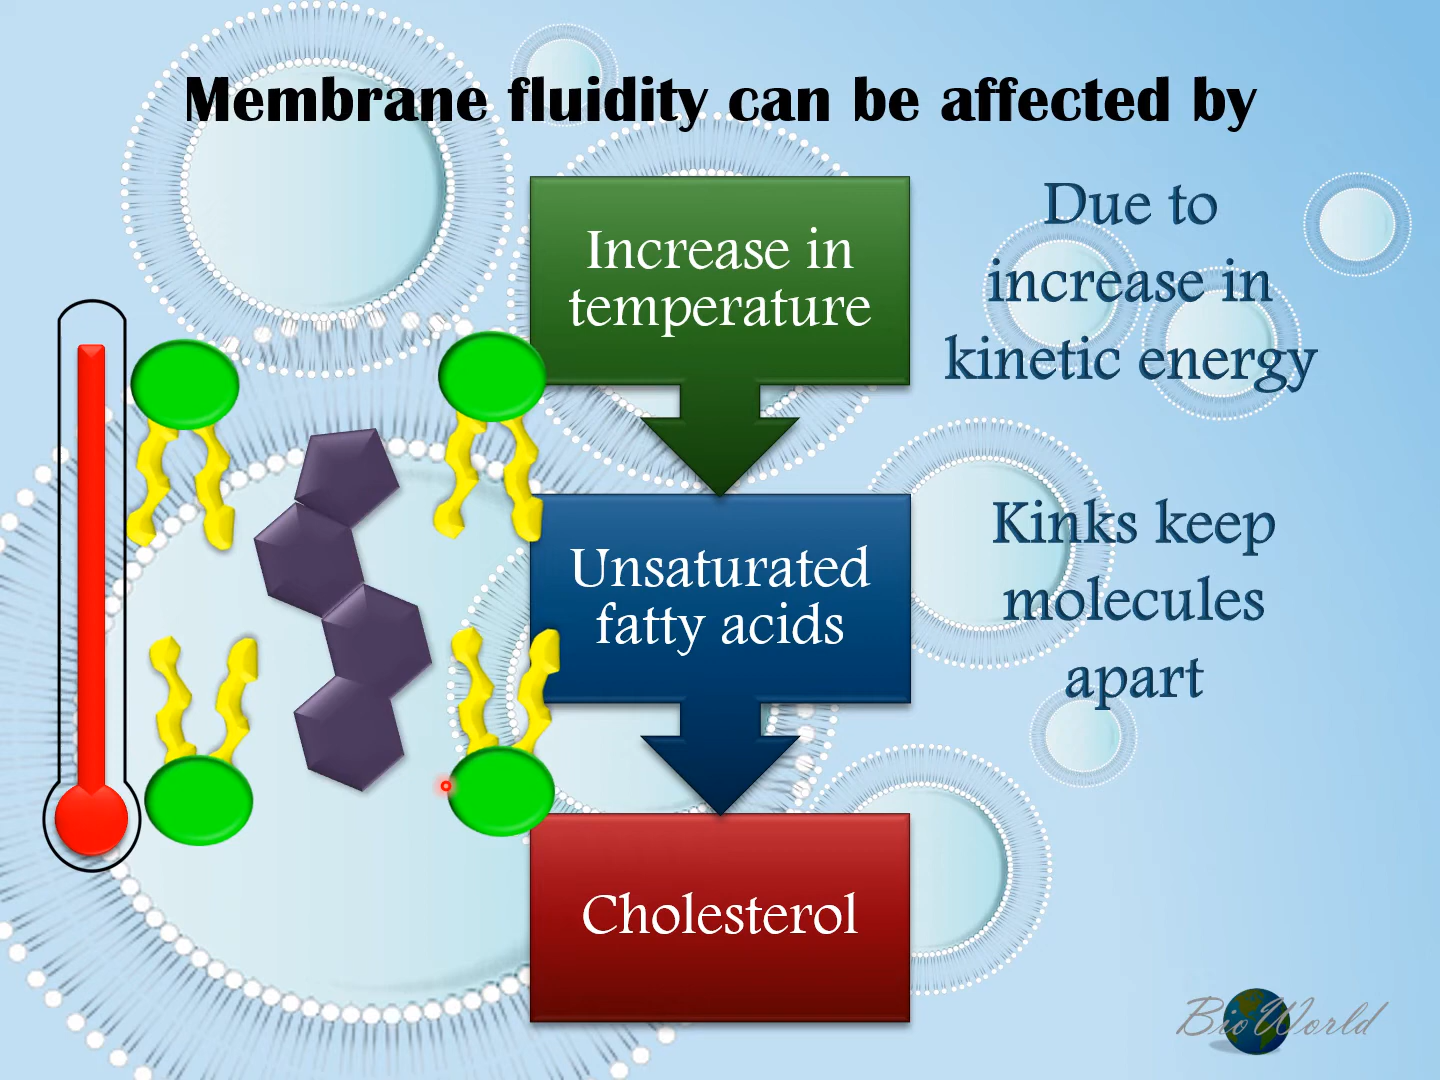 Membrane fluidity can be affected by
Increase in
temperature
Due to
increase in
kinetic energy
Unsaturated
fatty acids
Kinks keep
molecules
apart
Cholesterol
BioWorld